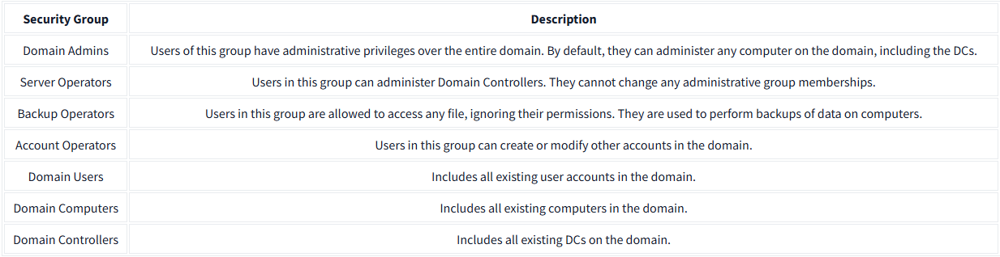 Security Group Description
Domain Admins Users of this group have administrative privileges over the entire domain. By default, they can administer any computer on the domain, including the DCs.
Server Operators Users in this group can administer Domain Controllers. They cannot change any administrative group memberships.
Backup Operators Users in this group are allowed to access any file, ignoring their permissions. They are used to perform backups of data on computers.
Account Operators Users in this group can create or modify other accounts in the domain.
Domain Users Includes all existing user accounts in the domain.
Domain Computers Includes all existing computers in the domain.
Domain Controllers Includes all existing DCs on the domain.